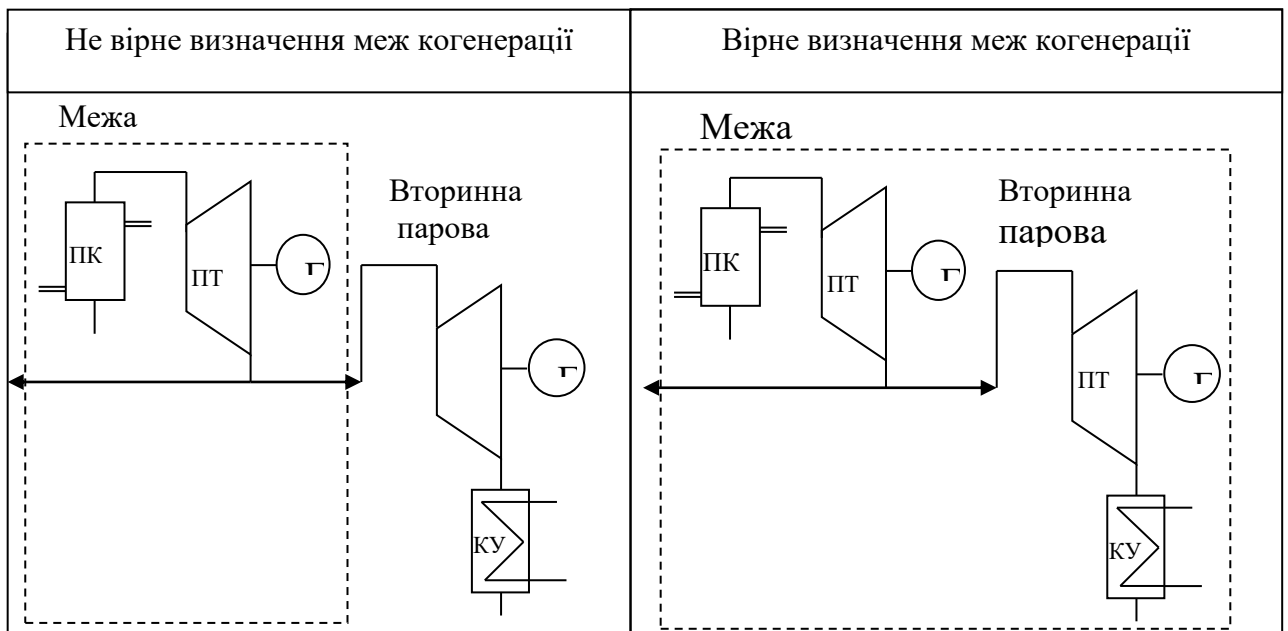 Не вірне визначення меж когенерації
Вірне визначення меж когенерації
Межа
Вторинна
парова
ПК
ПТ
Г
Г
КУ
Межа
Вторинна
парова
ПК
ПТ
Г
ПТ
Г
КУ